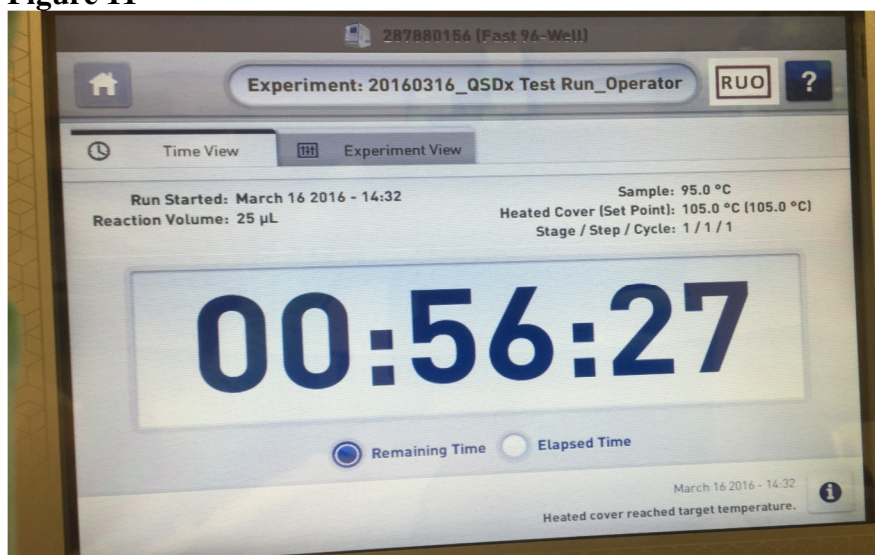 Figure 11
287880156 (Fast 96-Well)
Experiment: 20160316_QSDx Test Run_Operator
RUO
?
Time View
Experiment View
Run Started: March 16 2016 - 14:32
Reaction Volume: 25 µL
Sample: 95.0 °C
Heated Cover (Set Point): 105.0 °C (105.0 °C)
Stage / Step / Cycle: 1 / 1 / 1
00:56:27
Remaining Time
Elapsed Time
March 16 2016 - 14:32
Heated cover reached target temperature.